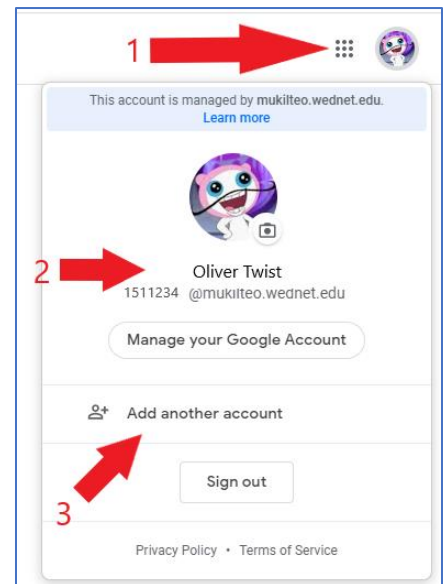 1
This account is managed by mukilteo.wednet.edu.
Learn more
2
Oliver Twist
1511234 @mukilteo.wednet.edu
Manage your Google Account
Add another account
3
Sign out
Privacy Policy • Terms of Service